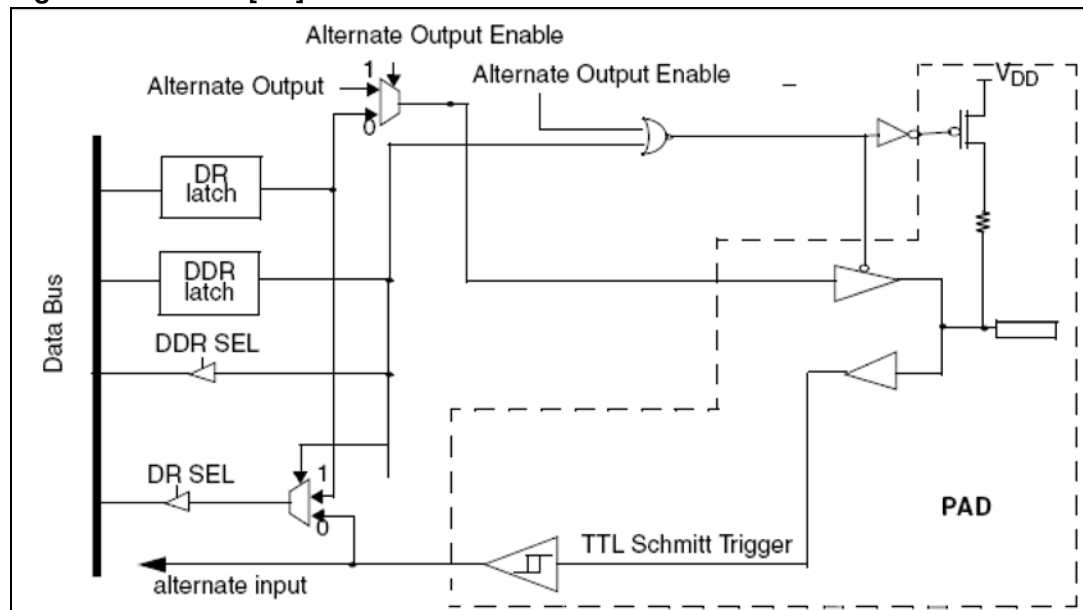 Alternate Output Enable
1
Alternate Output
0
Alternate Output Enable
VDD
DR
latch
DDR
latch
Data Bus
DDR SEL
DR SEL
1
0
PAD
TTL Schmitt Trigger
alternate input